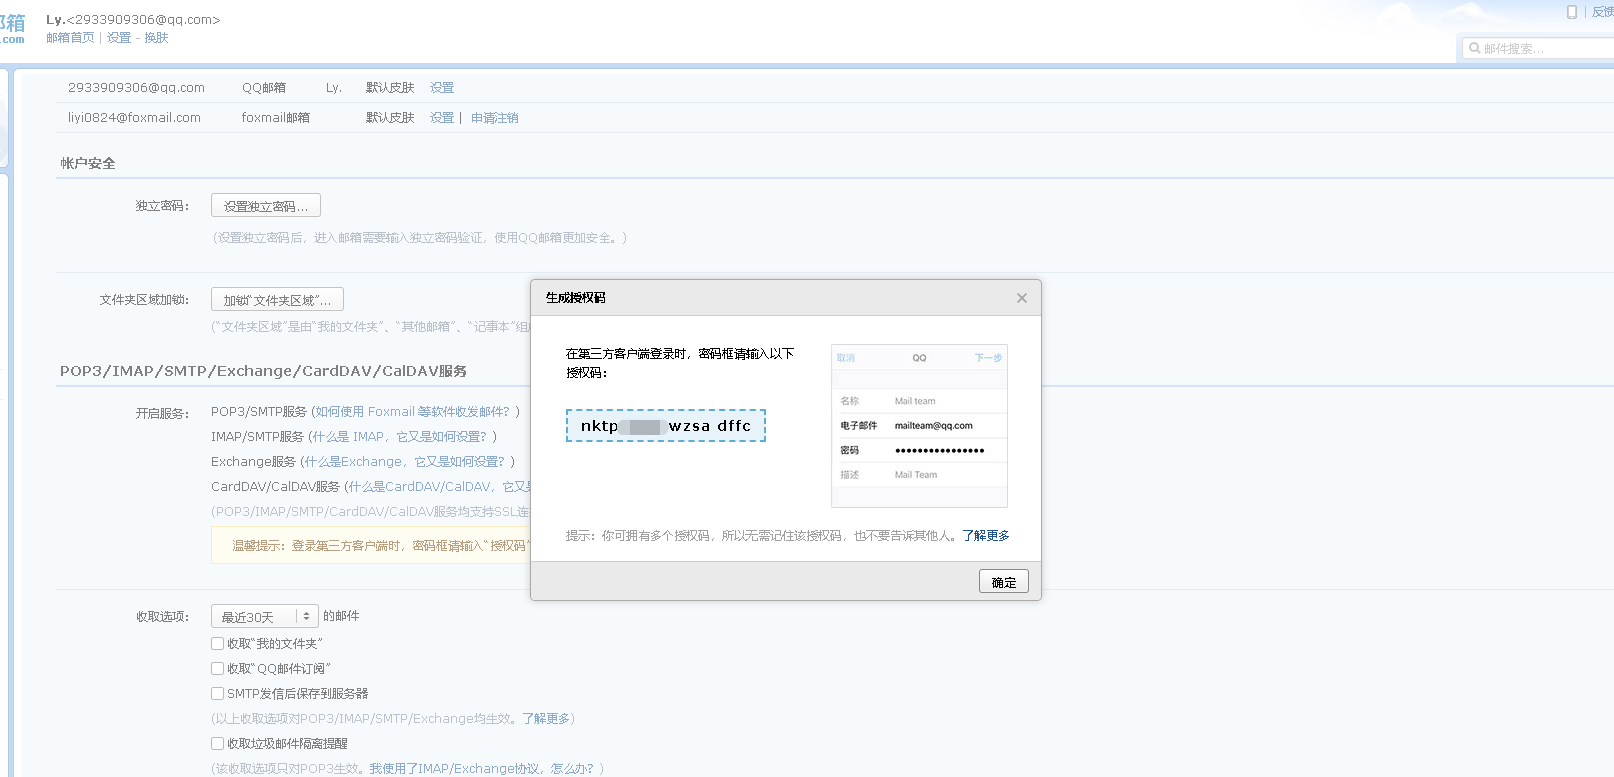 邮箱
.com
Ly.<2933909306@qq.com>
邮箱首页 | 设置 - 换肤
反馈
邮件搜索...
2933909306@qq.com QQ邮箱 Ly. 默认皮肤 设置
liyi0824@foxmail.com foxmail邮箱 默认皮肤 设置 | 申请注销
帐户安全
独立密码： 设置独立密码...
(设置独立密码后，进入邮箱需要输入独立密码验证，使用QQ邮箱更加安全。)
文件夹区域加锁： 加锁“文件夹区域”...
(“文件夹区域”是由“我的文件夹”、“其他邮箱”、“记事本”组
POP3/IMAP/SMTP/Exchange/CardDAV/CalDAV服务
开启服务： POP3/SMTP服务 (如何使用 Foxmail 等软件收发邮件？)
IMAP/SMTP服务 (什么是 IMAP，它又是如何设置？)
Exchange服务 (什么是Exchange，它又是如何设置？)
CardDAV/CalDAV服务 (什么是CardDAV/CalDAV，它又是
(POP3/IMAP/SMTP/CardDAV/CalDAV服务均支持SSL连
温馨提示：登录第三方客户端时，密码框请输入“授权码”
收取选项： 最近30天 的邮件
收取“我的文件夹”
收取“QQ邮件订阅”
SMTP发信后保存到服务器
(以上收取选项对POP3/IMAP/SMTP/Exchange均生效。了解更多)
收取垃圾邮件隔离提醒
(该收取选项只对POP3生效。我使用了IMAP/Exchange协议，怎么办？)
生成授权码
在第三方客户端登录时，密码框请输入以下
授权码：
nktp wzsa dffc
取消 QQ 下一步
名称 Mail team
电子邮件 mailteam@qq.com
密码 ●●●●●●●●●●●●●●●●
描述 Mail Team
提示：你可拥有多个授权码，所以无需记住该授权码，也不要告诉其他人。了解更多
确定